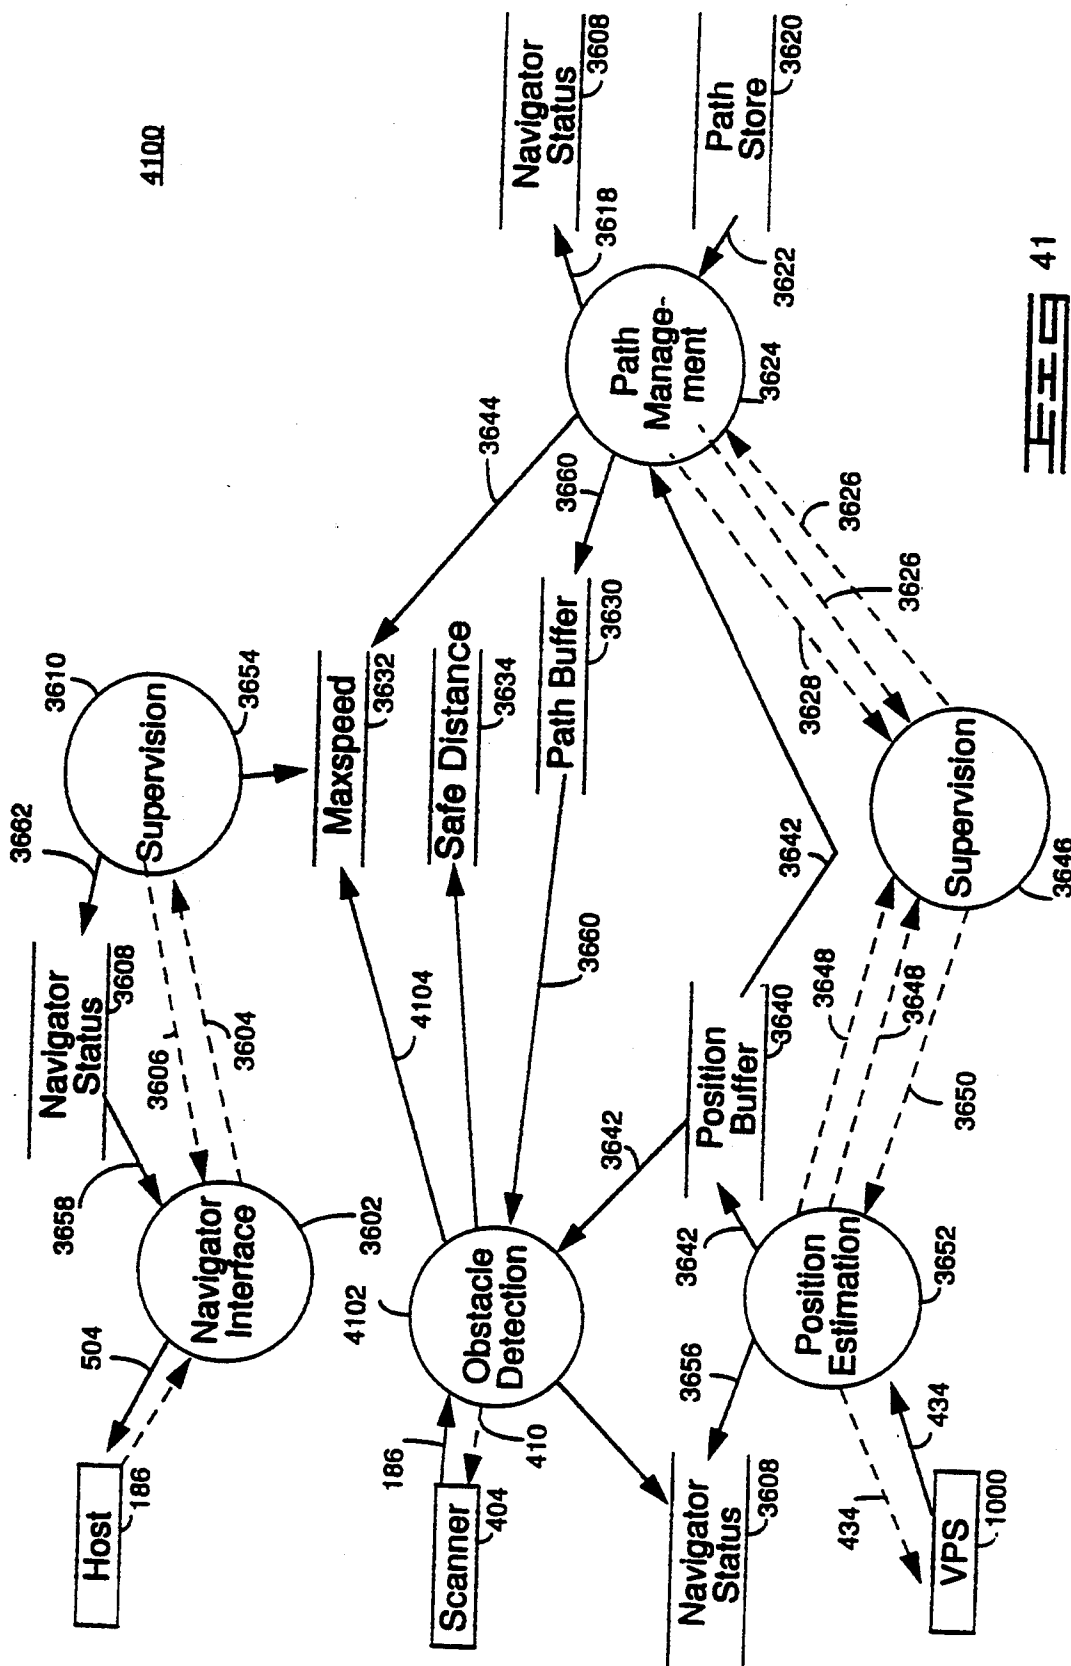 4100
Host
186
504
Navigator
Interface
3602
3658
Navigator
Status
3608
3606
3604
3662
Supervision
3610
3654
Scanner
404
186
410
4102
Obstacle
Detection
4104
Maxspeed
3632
Safe Distance
3634
Path Buffer
3630
3660
3660
3644
Path
Manage-
ment
3624
3618
Navigator
Status
3608
Path
Store
3620
3622
Navigator
Status
3608
3656
3642
3642
Position
Buffer
3640
3642
VPS
1000
434
434
Position
Estimation
3652
3648
3648
3650
Supervision
3646
3628
3626
3626
FIG 41